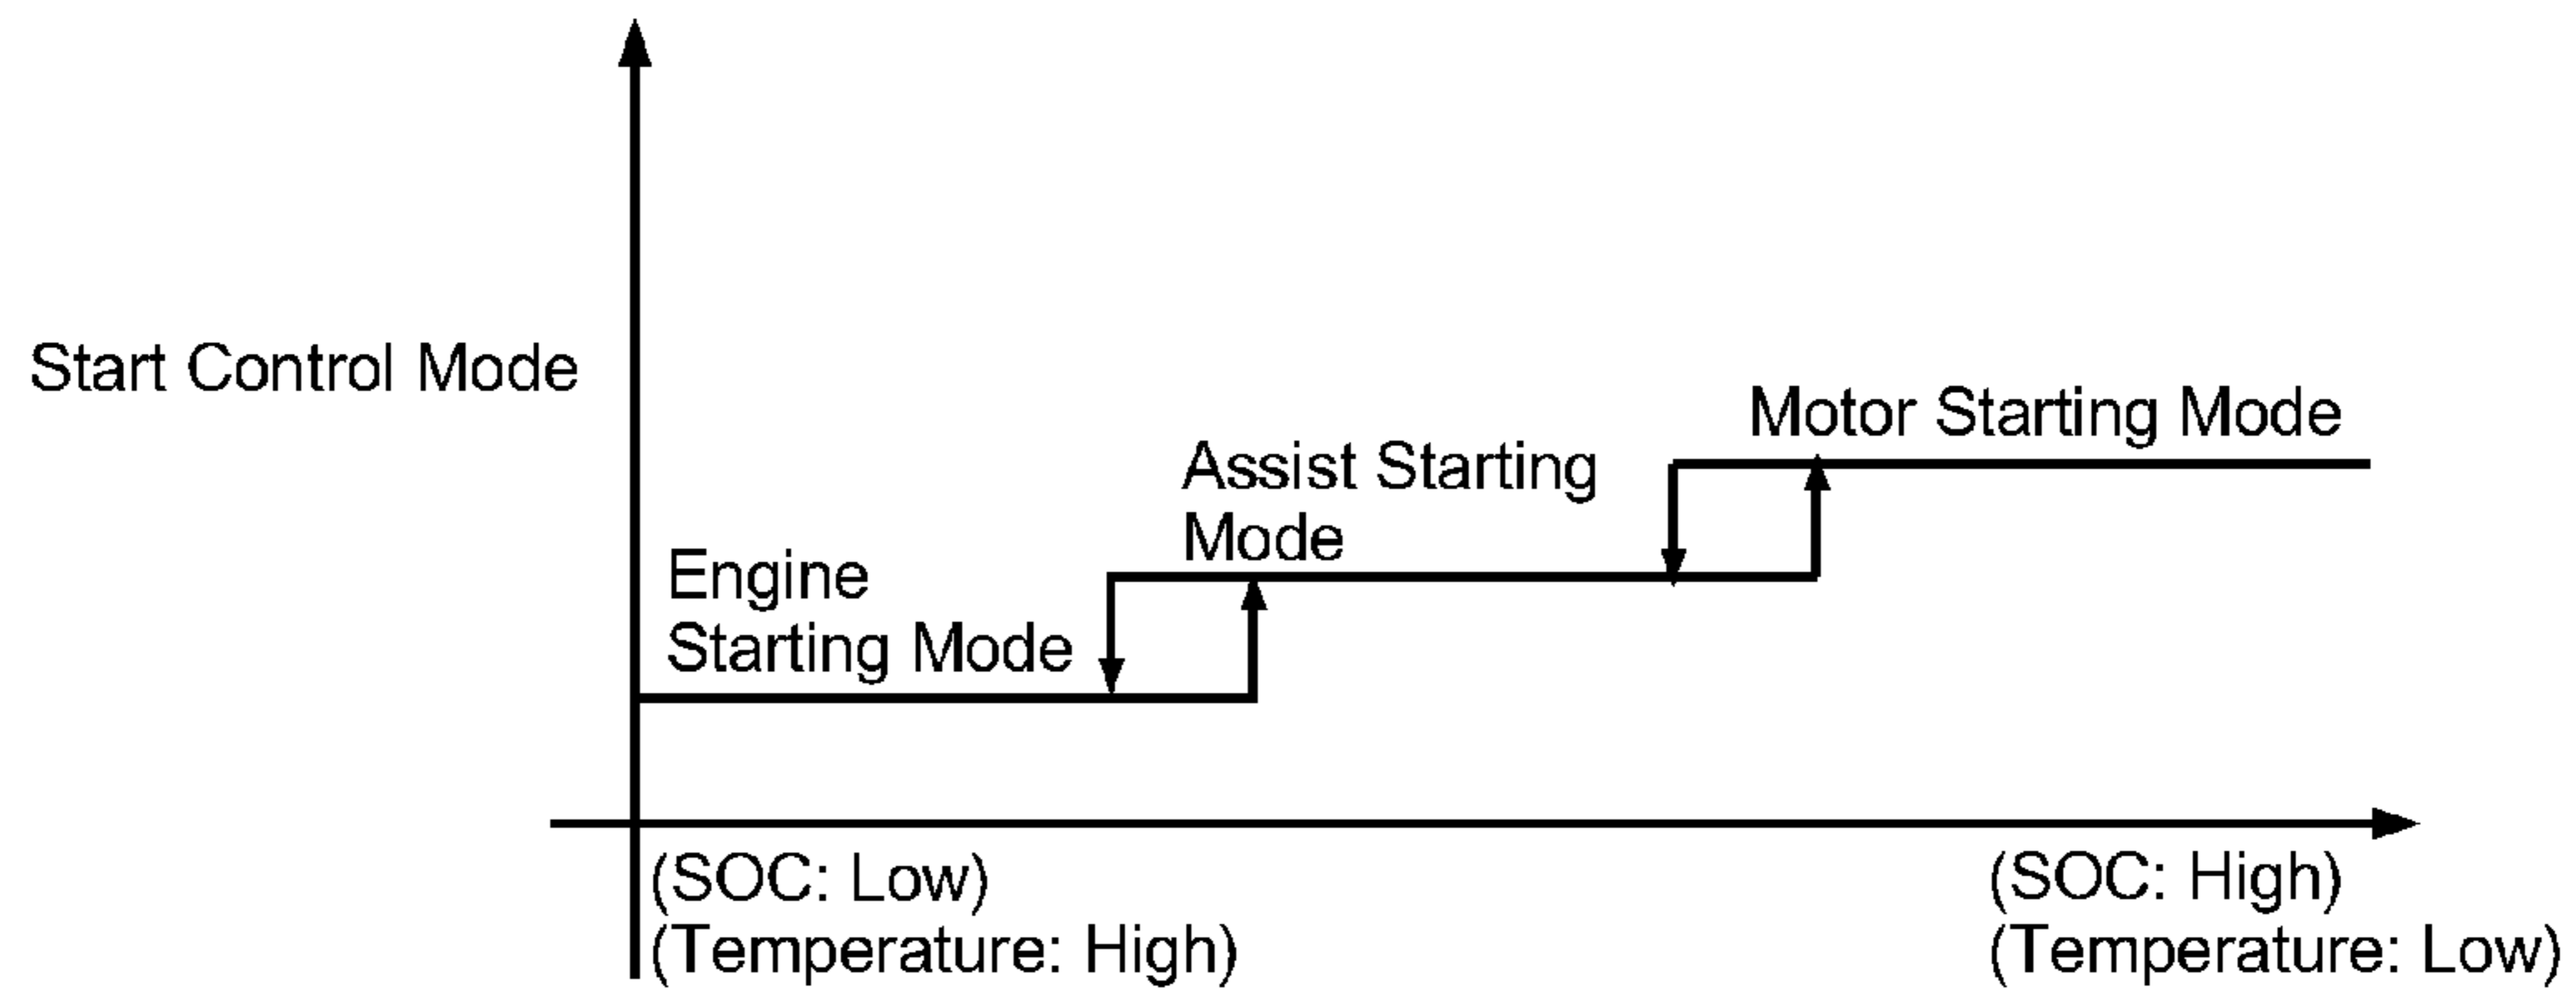 Start Control Mode
Engine
Starting Mode
Assist Starting
Mode
Motor Starting Mode
(SOC: Low)
(Temperature: High)
(SOC: High)
(Temperature: Low)